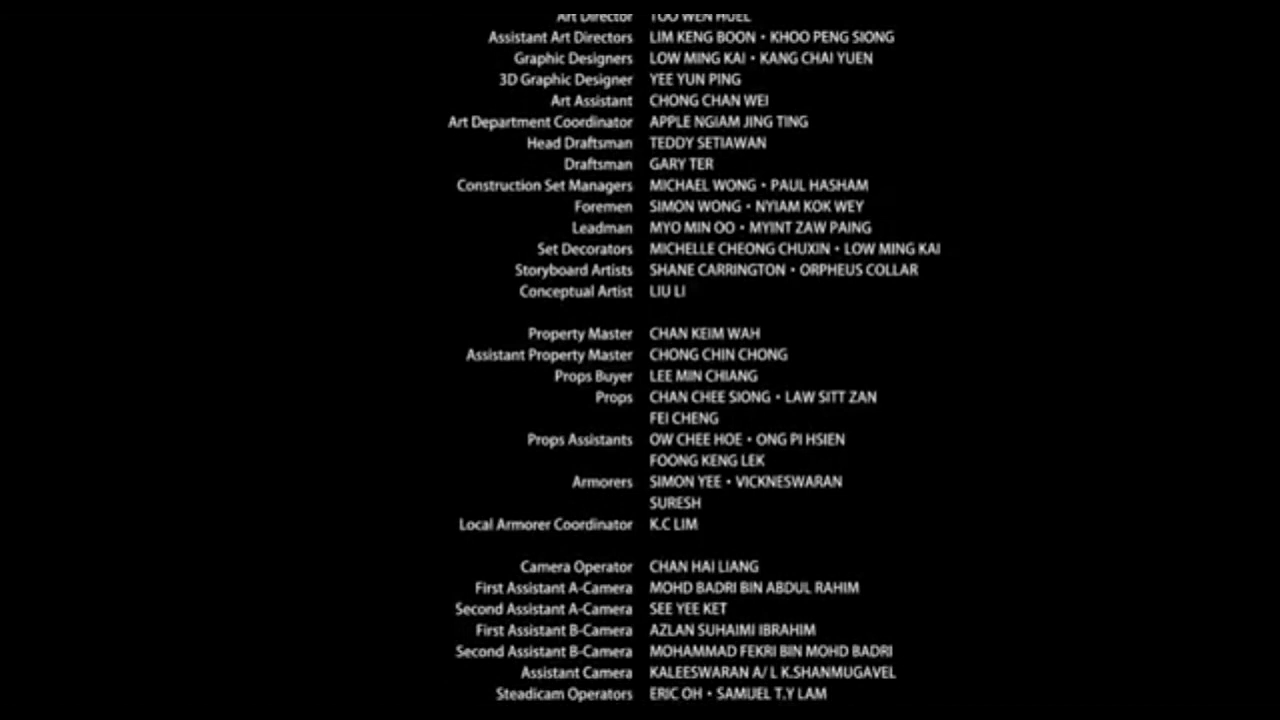 Art Director TOO WEN HUEL
Assistant Art Directors LIM KENG BOON • KHOO PENG SIONG
Graphic Designers LOW MING KAI • KANG CHAI YUEN
3D Graphic Designer YEE YUN PING
Art Assistant CHONG CHAN WEI
Art Department Coordinator APPLE NGIAM JING TING
Head Draftsman TEDDY SETIAWAN
Draftsman GARY TER
Construction Set Managers MICHAEL WONG • PAUL HASHAM
Foremen SIMON WONG • NYIAM KOK WEY
Leadman MYO MIN OO • MYINT ZAW PAING
Set Decorators MICHELLE CHEONG CHUXIN • LOW MING KAI
Storyboard Artists SHANE CARRINGTON • ORPHEUS COLLAR
Conceptual Artist LIU LI
Property Master CHAN KEIM WAH
Assistant Property Master CHONG CHIN CHONG
Props Buyer LEE MIN CHIANG
Props CHAN CHEE SIONG • LAW SITT ZAN
FEI CHENG
Props Assistants OW CHEE HOE • ONG PI HSIEN
FOONG KENG LEK
Armorers SIMON YEE • VICKNESWARAN
SURESH
Local Armorer Coordinator K.C LIM
Camera Operator CHAN HAI LIANG
First Assistant A-Camera MOHD BADRI BIN ABDUL RAHIM
Second Assistant A-Camera SEE YEE KET
First Assistant B-Camera AZLAN SUHAIMI IBRAHIM
Second Assistant B-Camera MOHAMMAD FEKRI BIN MOHD BADRI
Assistant Camera KALEESWARAN A/ L K.SHANMUGAVEL
Steadicam Operators ERIC OH • SAMUEL T.Y LAM